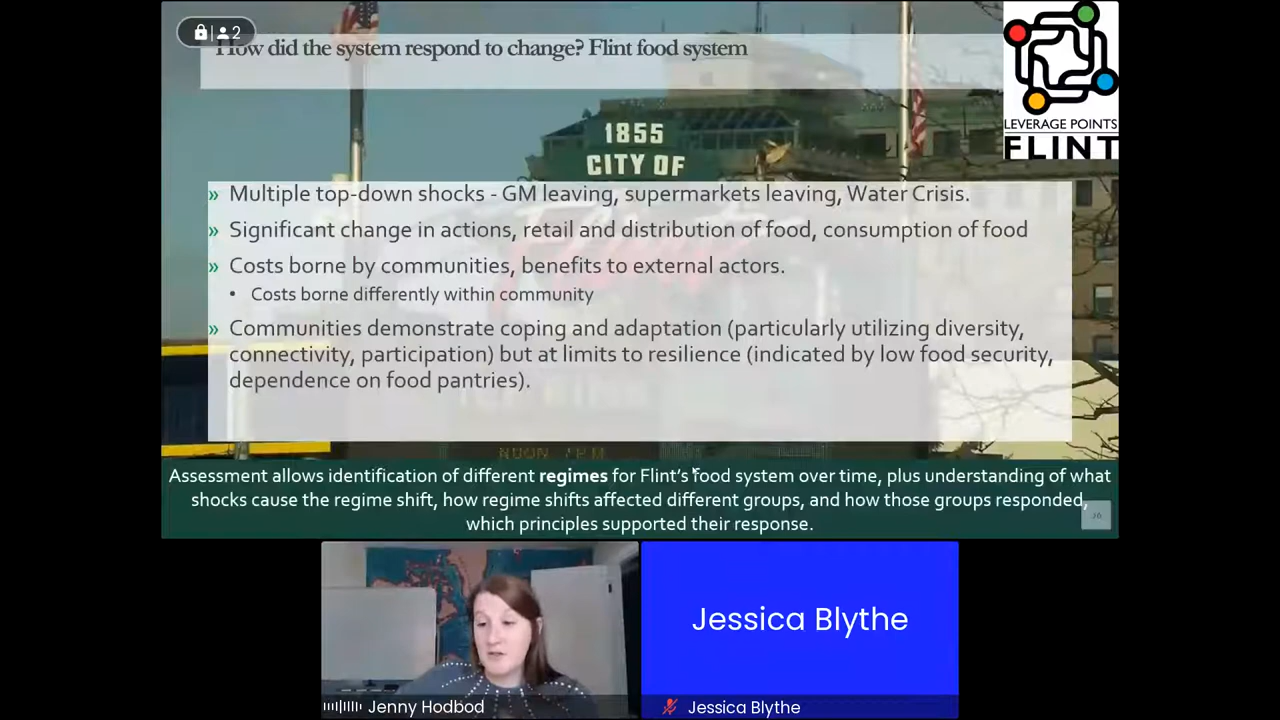 2
How did the system respond to change? Flint food system
LEVERAGE POINTS
FLINT
1855
CITY OF
» Multiple top-down shocks - GM leaving, supermarkets leaving, Water Crisis.
» Significant change in actions, retail and distribution of food, consumption of food
» Costs borne by communities, benefits to external actors.
• Costs borne differently within community
» Communities demonstrate coping and adaptation (particularly utilizing diversity,
connectivity, participation) but at limits to resilience (indicated by low food security,
dependence on food pantries).
Assessment allows identification of different regimes for Flint's food system over time, plus understanding of what
shocks cause the regime shift, how regime shifts affected different groups, and how those groups responded,
which principles supported their response.
36
Jessica Blythe
Jenny Hodbod
Jessica Blythe